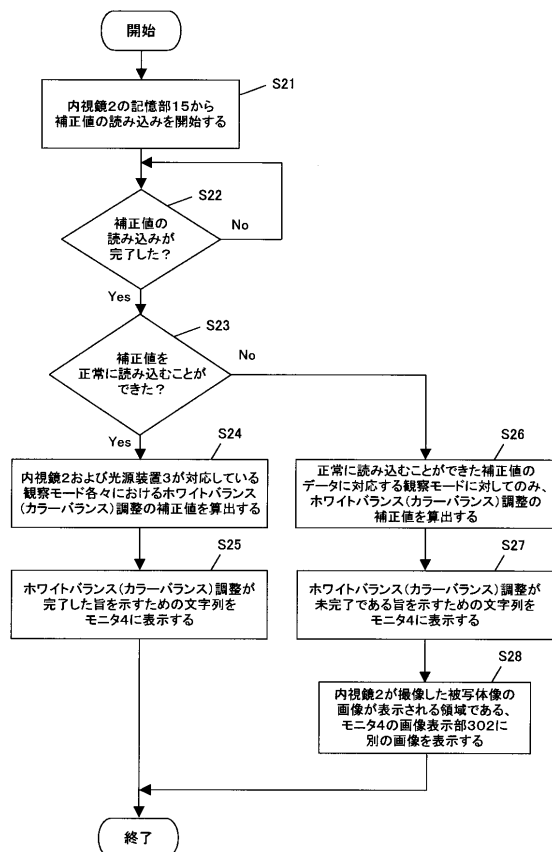 開始
S21
内視鏡2の記憶部15から
補正値の読み込みを開始する
S22
補正値の
読み込みが
完了した？
No
Yes
S23
補正値を
正常に読み込むことが
できた？
No
Yes
S24
内視鏡2および光源装置3が対応している
観察モード各々におけるホワイトバランス
(カラーバランス)調整の補正値を算出する
S25
ホワイトバランス(カラーバランス)調整が
完了した旨を示すための文字列を
モニタ4に表示する
S26
正常に読み込むことができた補正値の
データに対応する観察モードに対してのみ、
ホワイトバランス(カラーバランス)調整の
補正値を算出する
S27
ホワイトバランス(カラーバランス)調整が
未完了である旨を示すための文字列を
モニタ4に表示する
S28
内視鏡2が撮像した被写体像の
画像が表示される領域である、
モニタ4の画像表示部302に
別の画像を表示する
終了